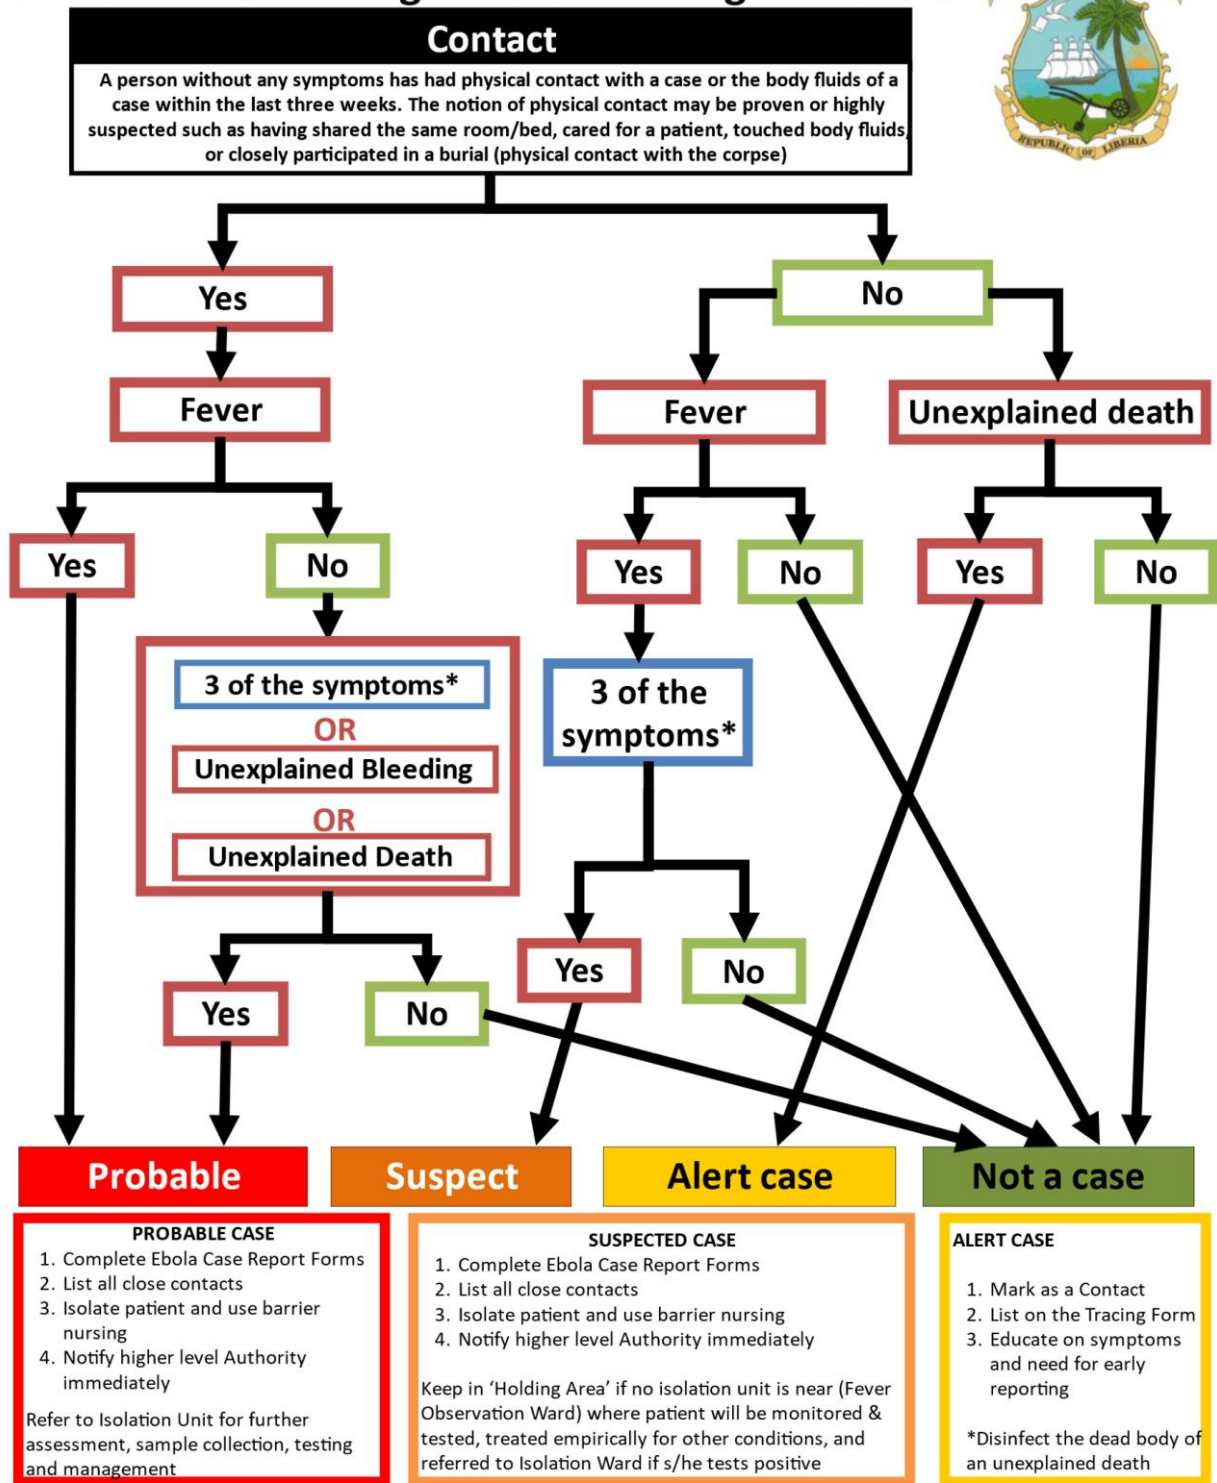 Contact
A person without any symptoms has had physical contact with a case or the body fluids of a
case within the last three weeks. The notion of physical contact may be proven or highly
suspected such as having shared the same room/bed, cared for a patient, touched body fluids,
or closely participated in a burial (physical contact with the corpse)
REPUBLIC OF LIBERIA
Yes
No
Fever
Fever
Unexplained death
Yes
No
Yes
No
Yes
No
3 of the symptoms*
OR
Unexplained Bleeding
OR
Unexplained Death
3 of the
symptoms*
Yes
No
Yes
No
Probable
Suspect
Alert case
Not a case
PROBABLE CASE
1. Complete Ebola Case Report Forms
2. List all close contacts
3. Isolate patient and use barrier
nursing
4. Notify higher level Authority
immediately
Refer to Isolation Unit for further
assessment, sample collection, testing
and management
SUSPECTED CASE
1. Complete Ebola Case Report Forms
2. List all close contacts
3. Isolate patient and use barrier nursing
4. Notify higher level Authority immediately
Keep in ‘Holding Area’ if no isolation unit is near (Fever
Observation Ward) where patient will be monitored &
tested, treated empirically for other conditions, and
referred to Isolation Ward if s/he tests positive
ALERT CASE
1. Mark as a Contact
2. List on the Tracing Form
3. Educate on symptoms
and need for early
reporting
*Disinfect the dead body of
an unexplained death